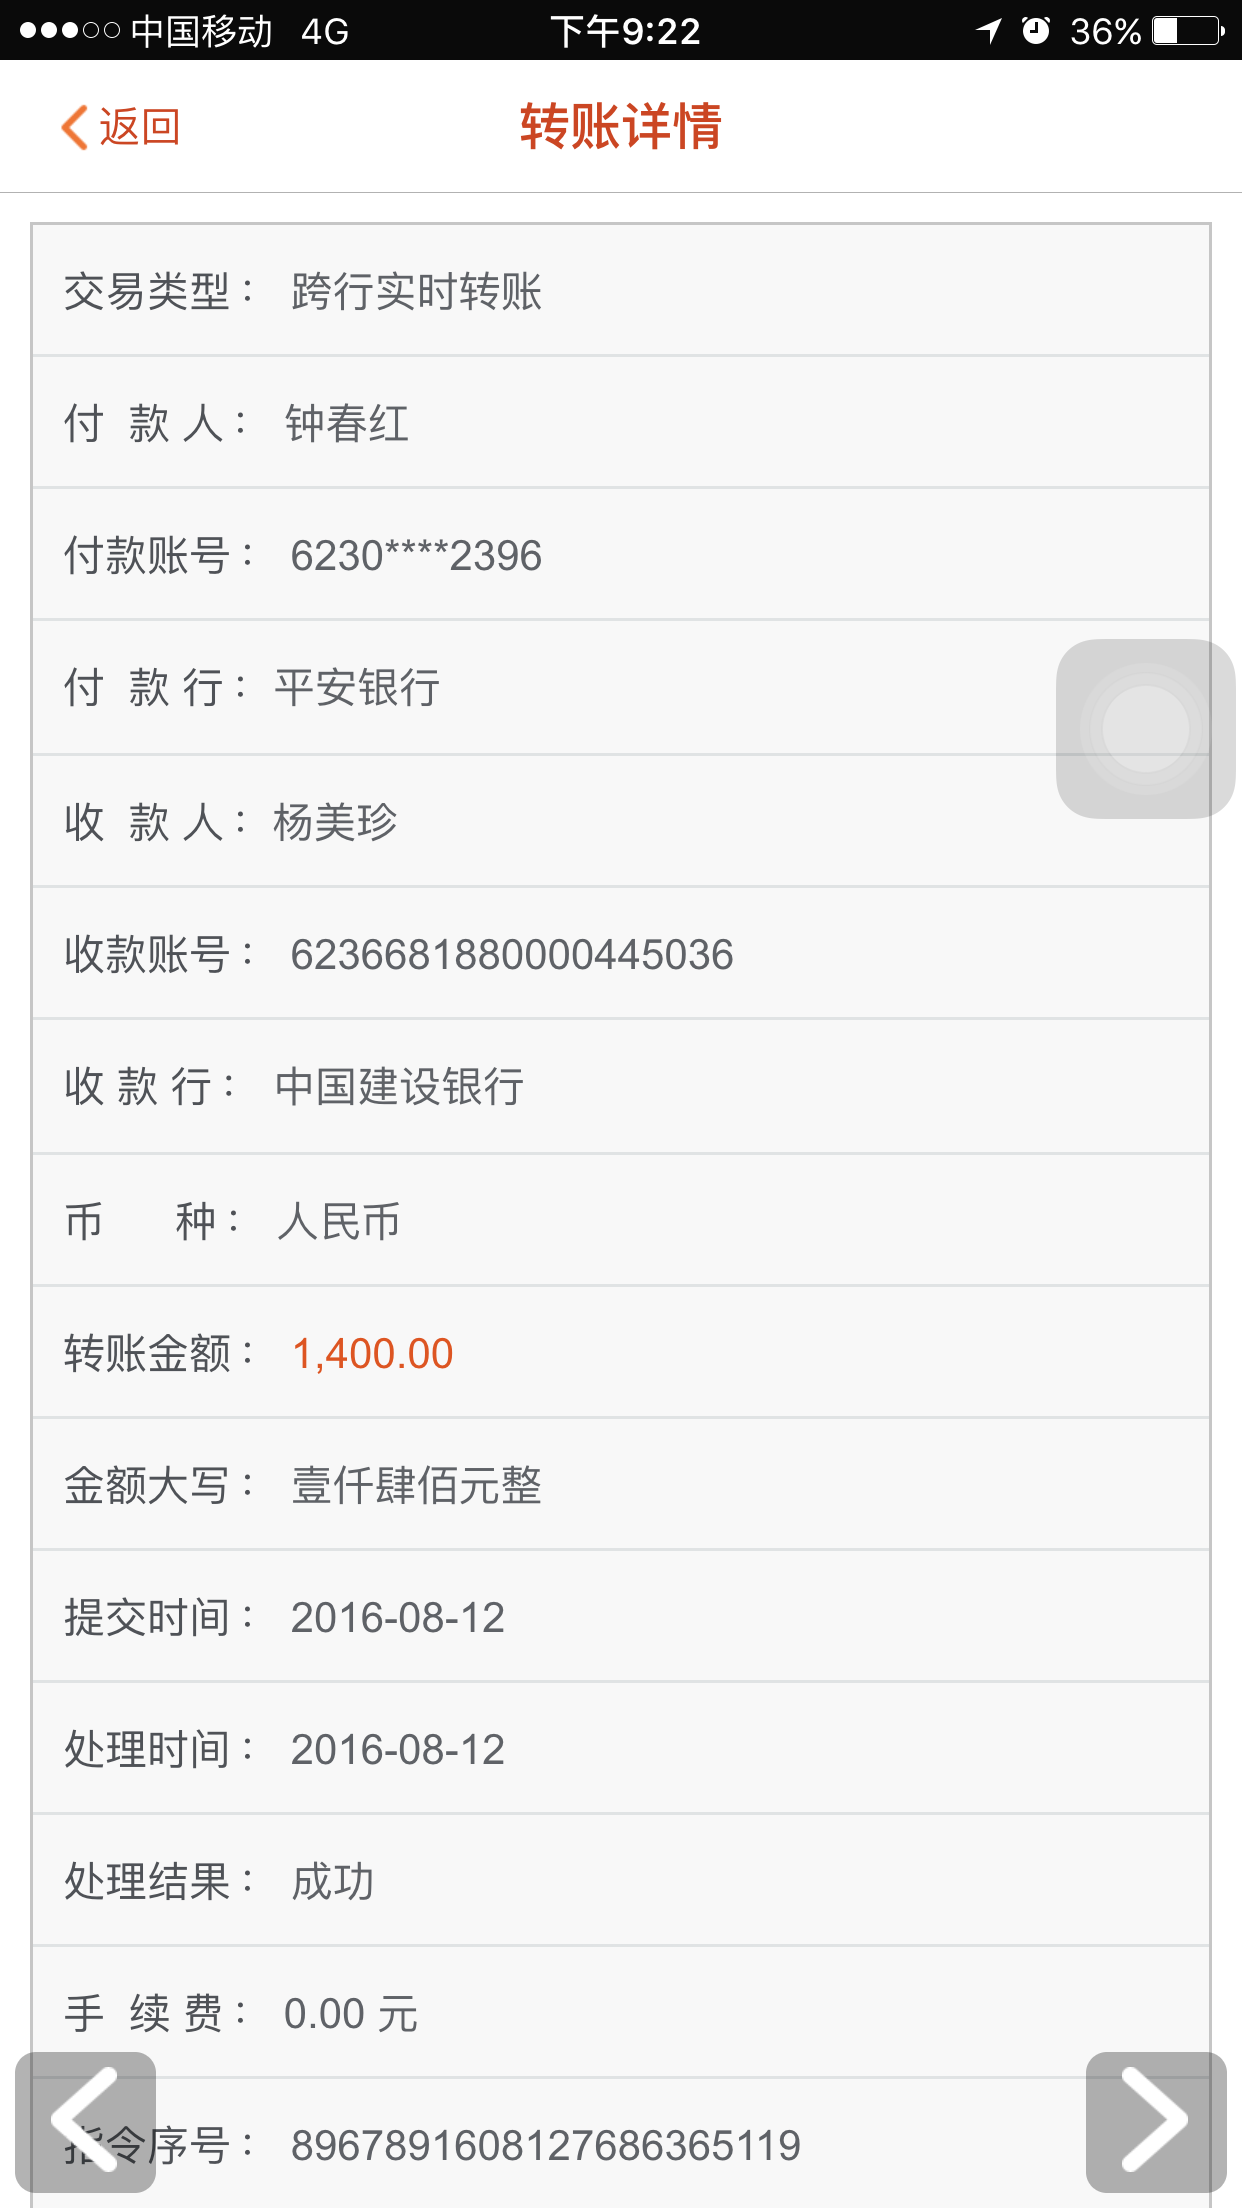 中国移动 4G 下午9:22 36%
返回 转账详情
交易类型： 跨行实时转账
付 款 人： 钟春红
付款账号： 6230****2396
付 款 行： 平安银行
收 款 人： 杨美珍
收款账号： 6236681880000445036
收 款 行： 中国建设银行
币 种： 人民币
转账金额： 1,400.00
金额大写： 壹仟肆佰元整
提交时间： 2016-08-12
处理时间： 2016-08-12
处理结果： 成功
手 续 费： 0.00 元
指令序号： 8967891608127686365119